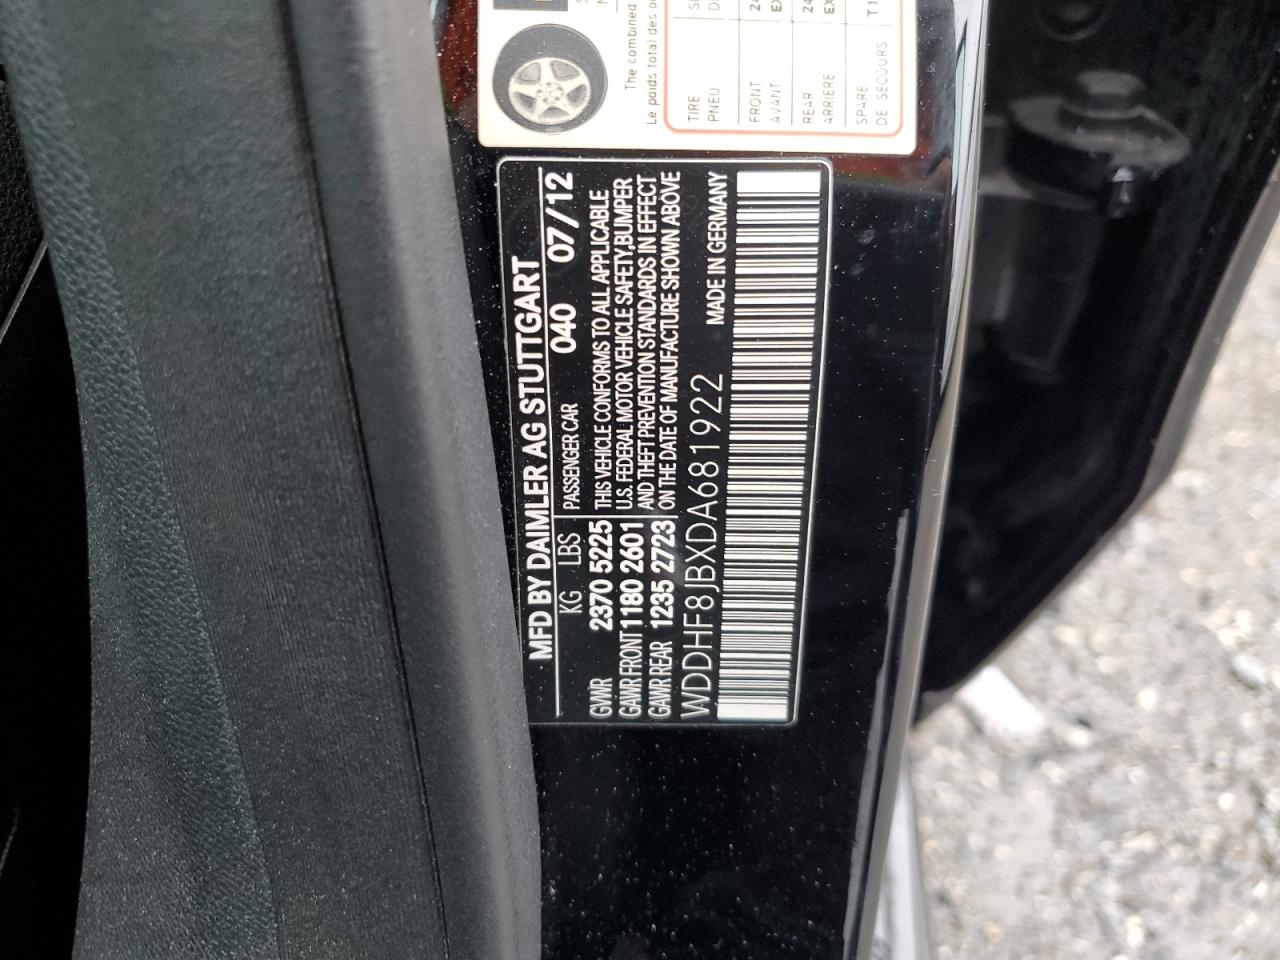 MFD BY DAIMLER AG STUTTGART
KG LBS PASSENGER CAR 040 07/12
GVWR 2370 5225
GAWR FRONT 1180 2601
GAWR REAR 1235 2723
THIS VEHICLE CONFORMS TO ALL APPLICABLE
U.S. FEDERAL MOTOR VEHICLE SAFETY,BUMPER
AND THEFT PREVENTION STANDARDS IN EFFECT
ON THE DATE OF MANUFACTURE SHOWN ABOVE
WDDHF8JBXDA681922 MADE IN GERMANY
The combined
Le poids total des
TIRE
PNEU
FRONT
AVANT
REAR
ARRIERE
SPARE
DE SECOURS